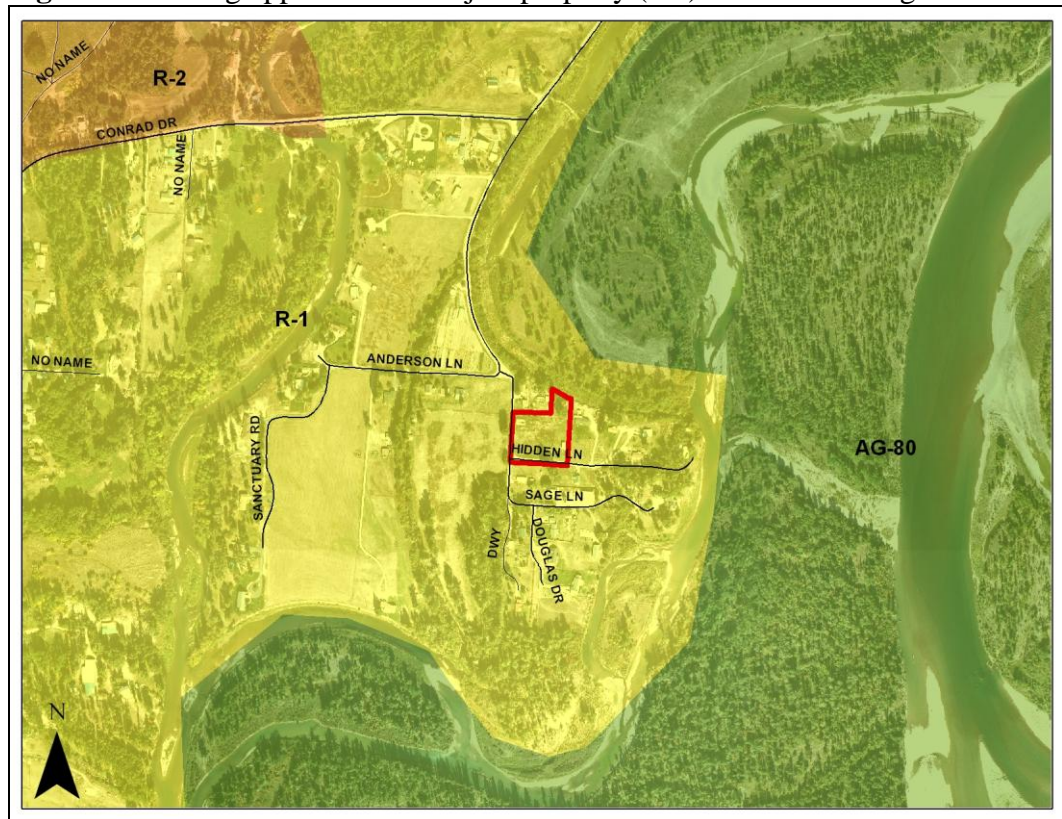 NO NAME
R-2
CONRAD DR
NO NAME
R-1
NO NAME
ANDERSON LN
SANCTUARY RD
HIDDEN LN
AG-80
SAGE LN
DWY
DOUGLAS DR
N